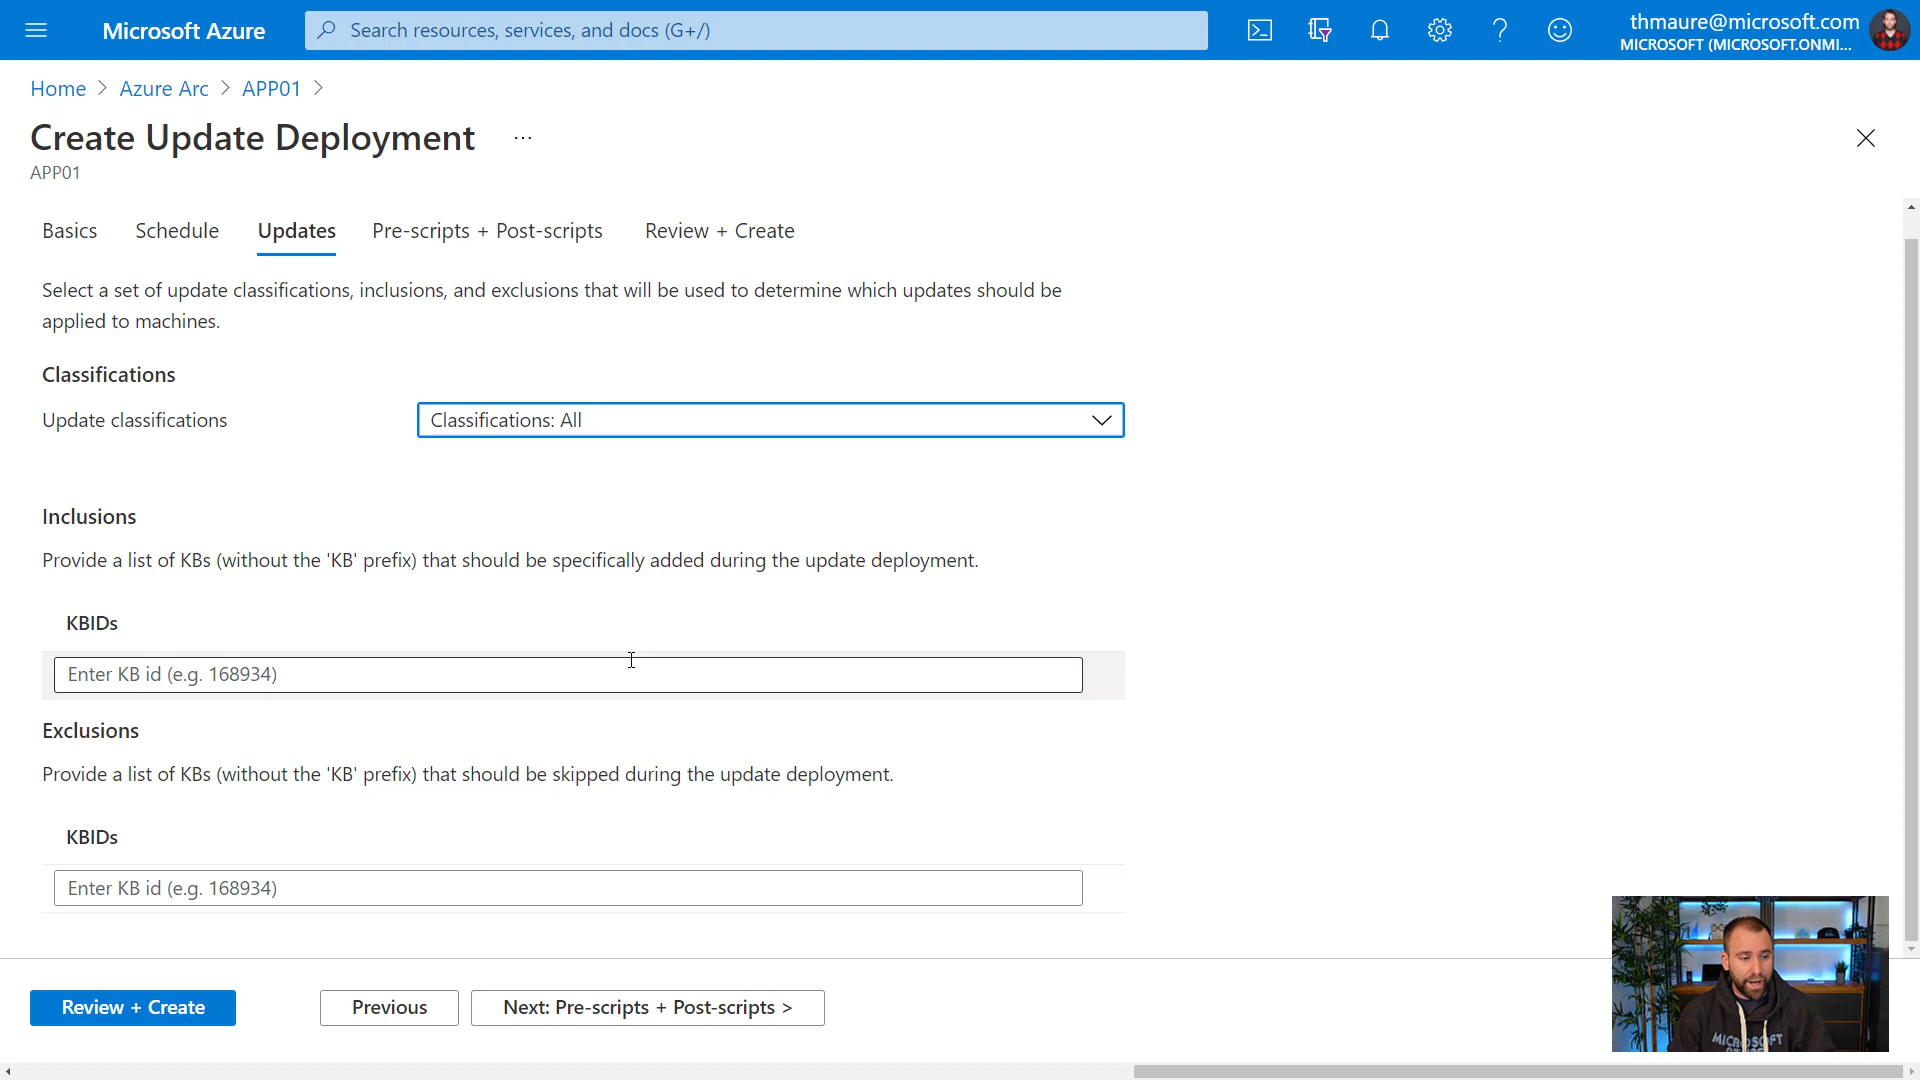 Microsoft Azure
Search resources, services, and docs (G+/)
thmaure@microsoft.com
MICROSOFT (MICROSOFT.ONMI...
Home > Azure Arc > APP01 >
Create Update Deployment ...
APP01
Basics Schedule Updates Pre-scripts + Post-scripts Review + Create
Select a set of update classifications, inclusions, and exclusions that will be used to determine which updates should be
applied to machines.
Classifications
Update classifications Classifications: All
Inclusions
Provide a list of KBs (without the 'KB' prefix) that should be specifically added during the update deployment.
KBIDs
Enter KB id (e.g. 168934)
Exclusions
Provide a list of KBs (without the 'KB' prefix) that should be skipped during the update deployment.
KBIDs
Enter KB id (e.g. 168934)
Review + Create Previous Next: Pre-scripts + Post-scripts >
MICROSOFT